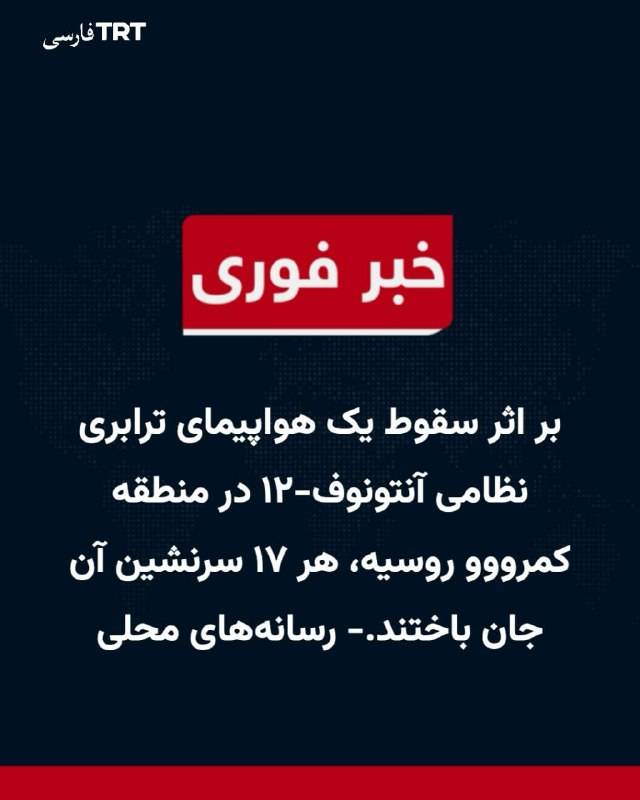 TRT فارسی
خبر فوری
بر اثر سقوط یک هواپیمای ترابری
نظامی آنتونوف-۱۲ در منطقه
کمرووو روسیه، هر ۱۷ سرنشین آن
جان باختند.- رسانه‌های محلی